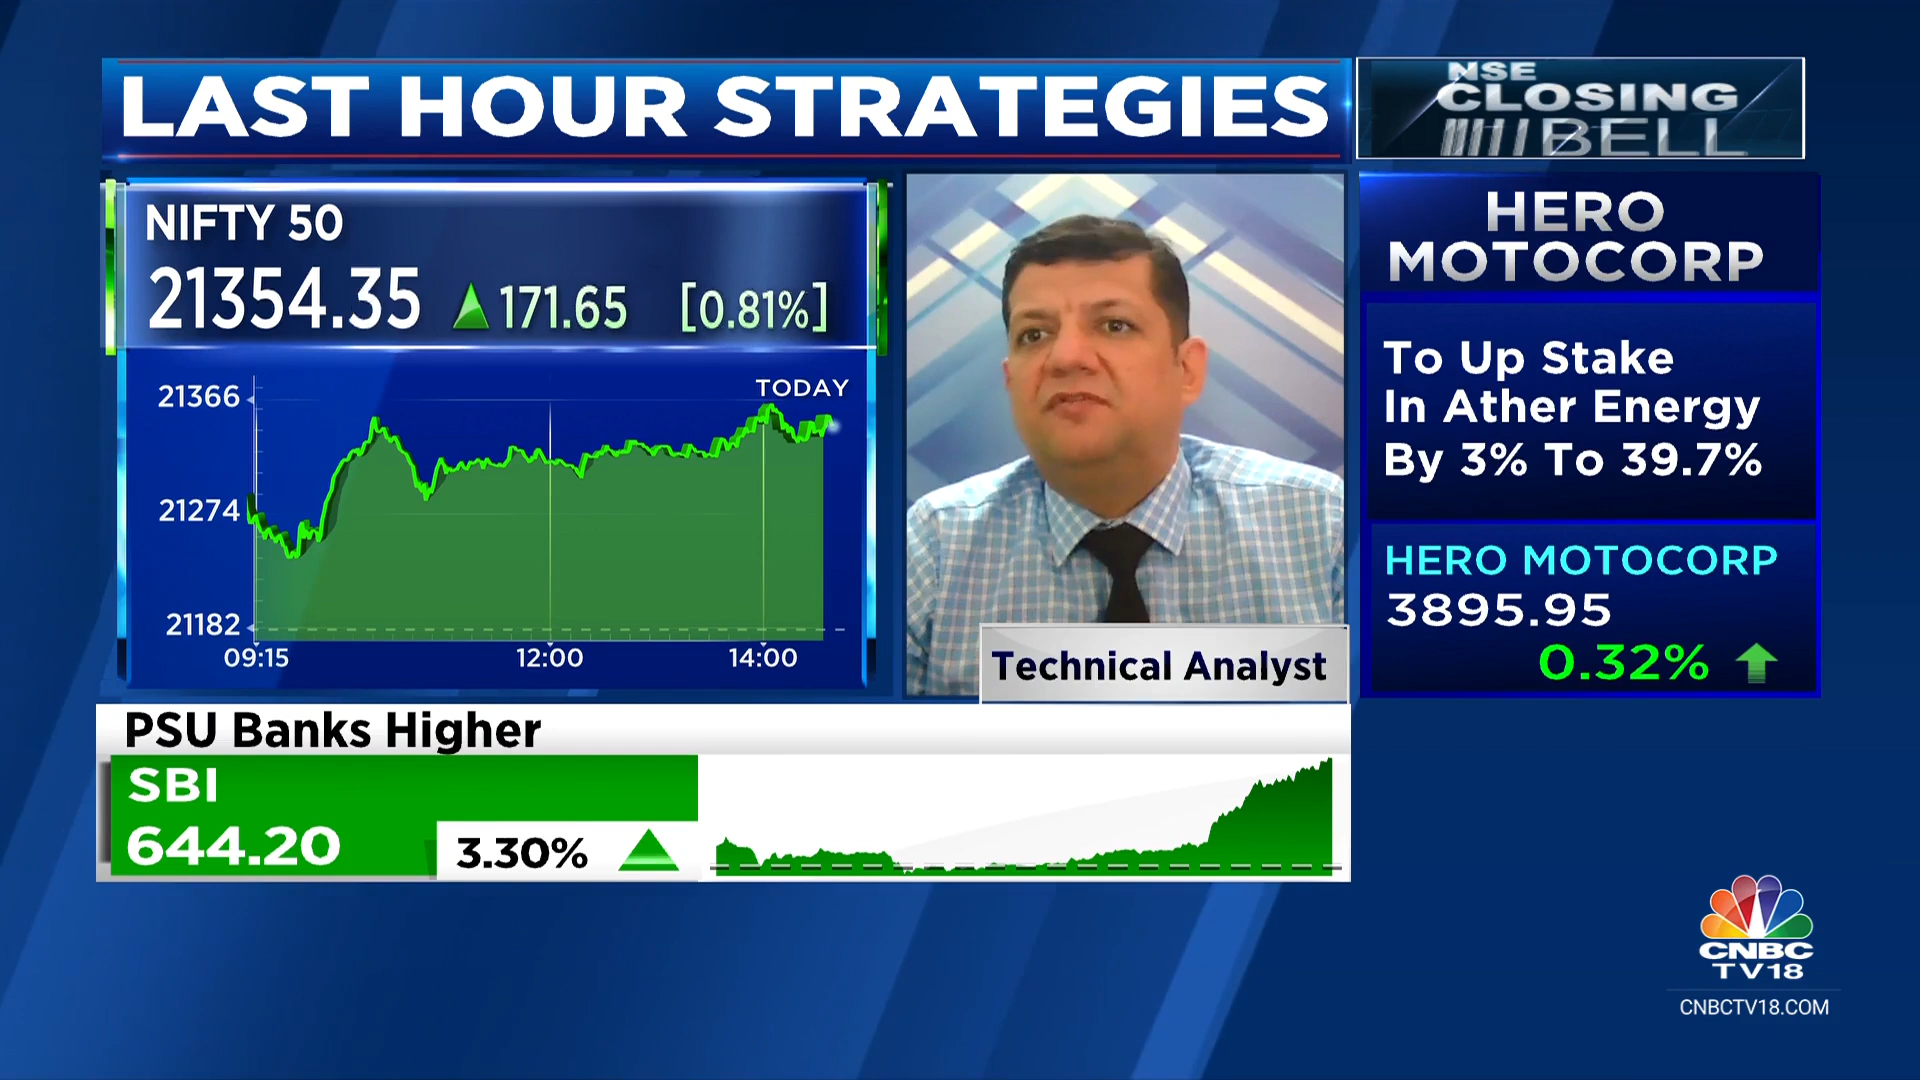 LAST HOUR STRATEGIES
NSE
CLOSING
BELL
NIFTY 50
21354.35 ▲ 171.65 [0.81%]
TODAY
21366
21274
21182
09:15 12:00 14:00
Technical Analyst
HERO
MOTOCORP
To Up Stake
In Ather Energy
By 3% To 39.7%
HERO MOTOCORP
3895.95
0.32%
PSU Banks Higher
SBI
644.20
3.30%
CNBC
TV18
CNBCTV18.COM